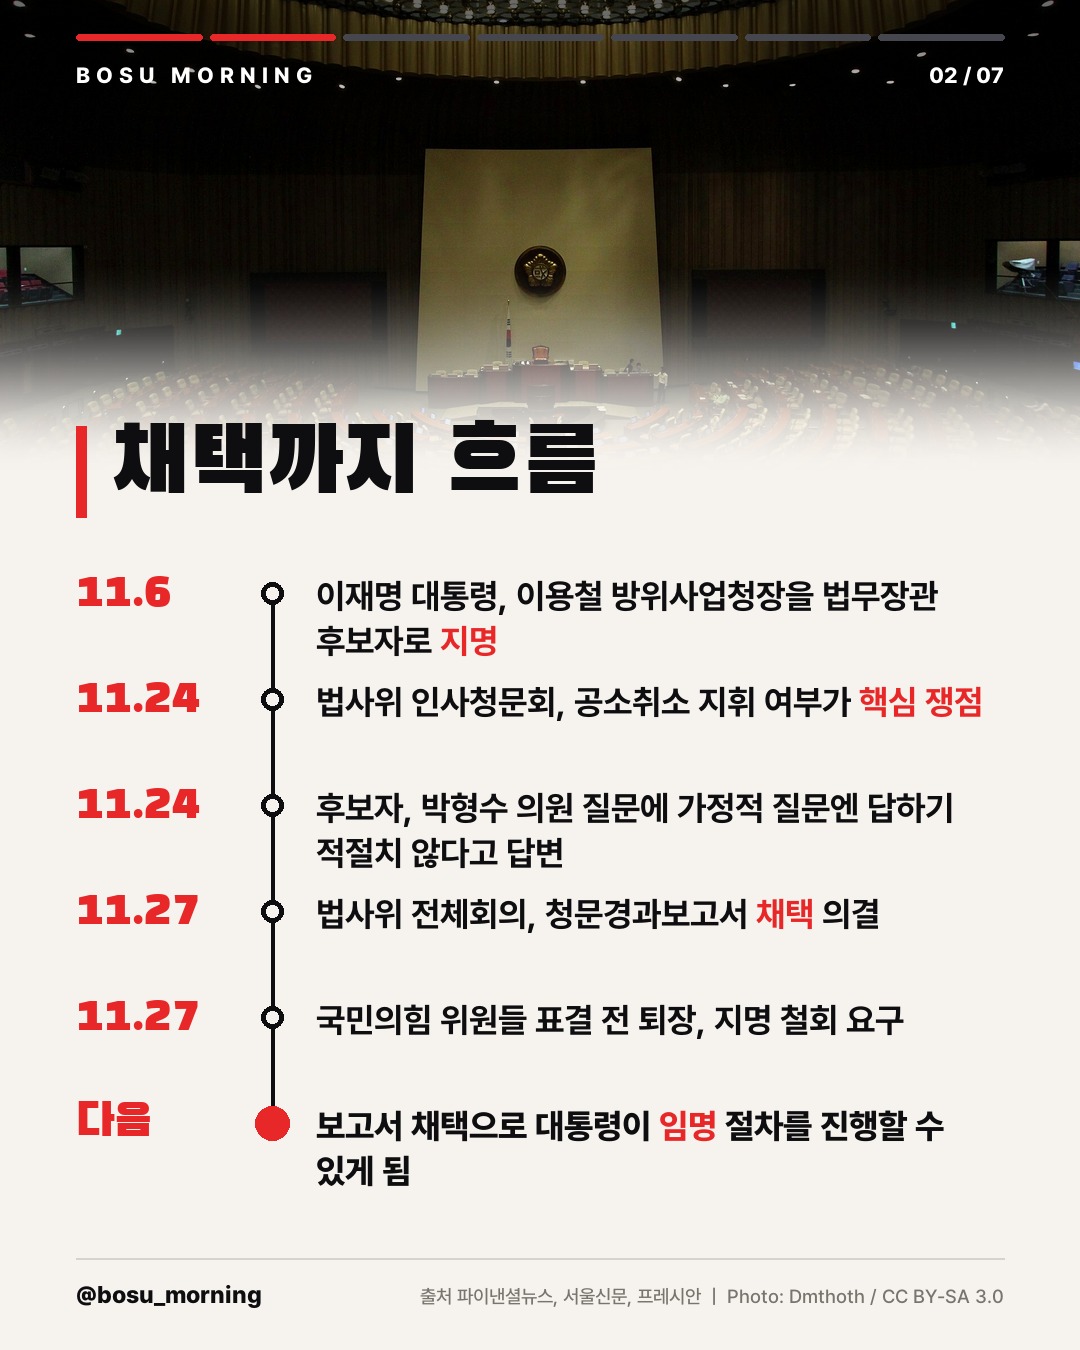 BOSU MORNING
02 / 07
채택까지 흐름
11.6
이재명 대통령, 이용철 방위사업청장을 법무장관
후보자로 지명
11.24
법사위 인사청문회, 공소취소 지휘 여부가 핵심 쟁점
11.24
후보자, 박형수 의원 질문에 가정적 질문엔 답하기
적절치 않다고 답변
11.27
법사위 전체회의, 청문경과보고서 채택 의결
11.27
국민의힘 위원들 표결 전 퇴장, 지명 철회 요구
다음
보고서 채택으로 대통령이 임명 절차를 진행할 수
있게 됨
@bosu_morning
출처 파이낸셜뉴스, 서울신문, 프레시안 | Photo: Dmthoth / CC BY-SA 3.0